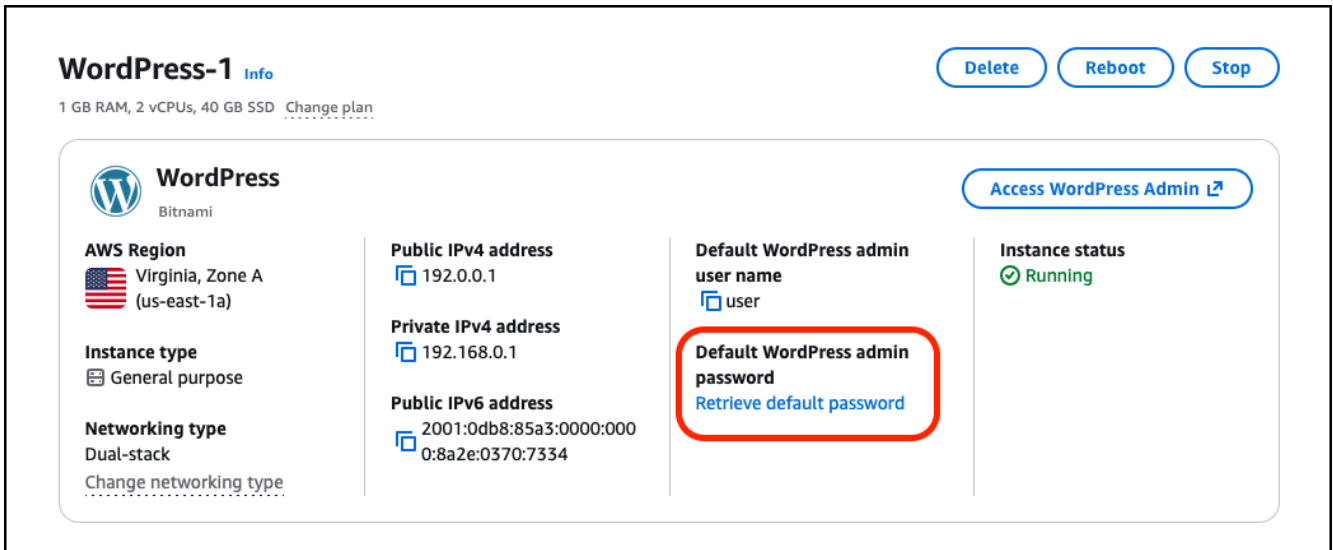 WordPress-1 Info
Delete
Reboot
Stop
1 GB RAM, 2 vCPUs, 40 GB SSD Change plan
WordPress
Bitnami
Access WordPress Admin
AWS Region
Virginia, Zone A
(us-east-1a)
Instance type
General purpose
Networking type
Dual-stack
Change networking type
Public IPv4 address
192.0.0.1
Private IPv4 address
192.168.0.1
Public IPv6 address
2001:0db8:85a3:0000:000
0:8a2e:0370:7334
Default WordPress admin
user name
user
Default WordPress admin
password
Retrieve default password
Instance status
Running